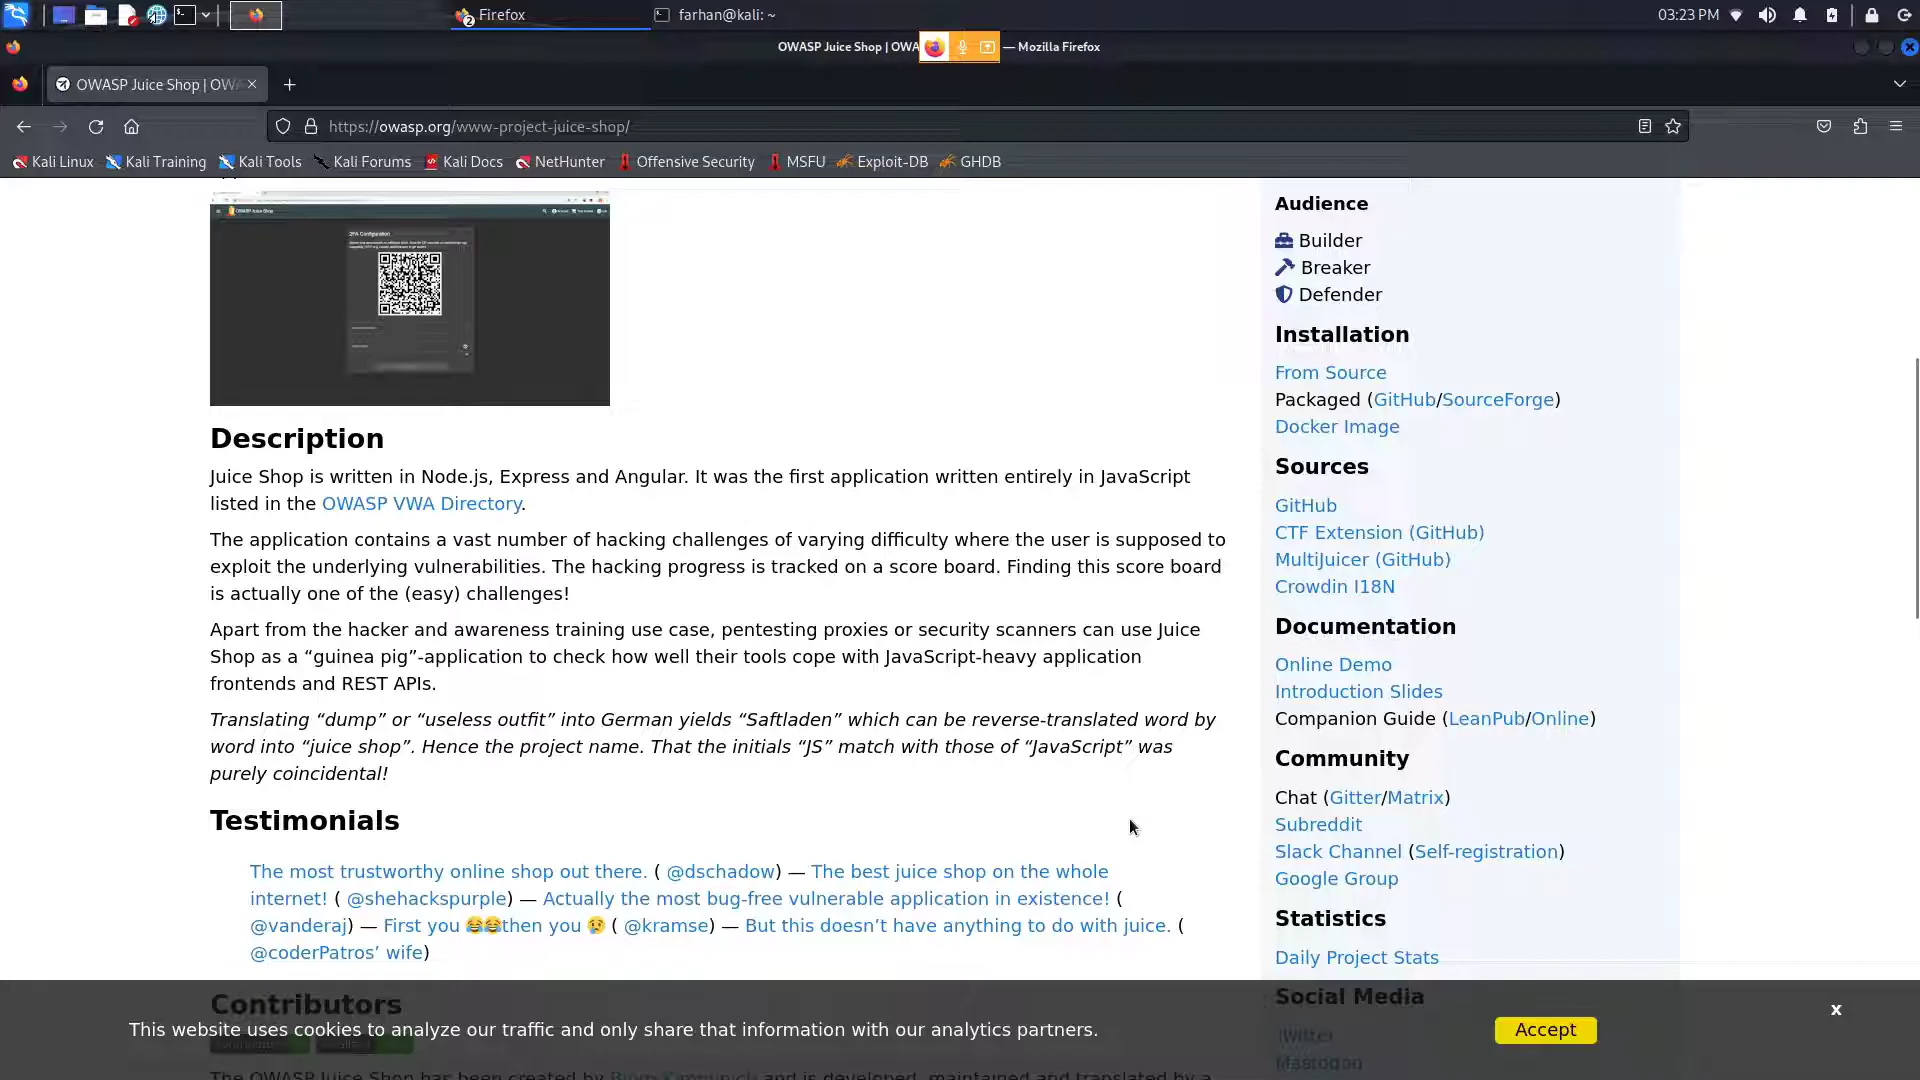 Firefox
farhan@kali: ~
03:23 PM
OWASP Juice Shop | OWA
— Mozilla Firefox
OWASP Juice Shop | OW
https://owasp.org/www-project-juice-shop/
Kali Linux
Kali Training
Kali Tools
Kali Forums
Kali Docs
NetHunter
Offensive Security
MSFU
Exploit-DB
GHDB
OWASP Juice Shop
2FA Configuration
Description
Juice Shop is written in Node.js, Express and Angular. It was the first application written entirely in JavaScript
listed in the OWASP VWA Directory.
The application contains a vast number of hacking challenges of varying difficulty where the user is supposed to
exploit the underlying vulnerabilities. The hacking progress is tracked on a score board. Finding this score board
is actually one of the (easy) challenges!
Apart from the hacker and awareness training use case, pentesting proxies or security scanners can use Juice
Shop as a “guinea pig”-application to check how well their tools cope with JavaScript-heavy application
frontends and REST APIs.
Translating “dump” or “useless outfit” into German yields “Saftladen” which can be reverse-translated word by
word into “juice shop”. Hence the project name. That the initials “JS” match with those of “JavaScript” was
purely coincidental!
Testimonials
The most trustworthy online shop out there. ( @dschadow) — The best juice shop on the whole
internet! ( @shehackspurple) — Actually the most bug-free vulnerable application in existence! (
@vanderaj) — First you 😂😂then you 😢 ( @kramse) — But this doesn’t have anything to do with juice. (
@coderPatros’ wife)
Contributors
The OWASP Juice Shop has been created by Björn Kimminich and is developed, maintained and translated by a
Audience
Builder
Breaker
Defender
Installation
From Source
Packaged (GitHub/SourceForge)
Docker Image
Sources
GitHub
CTF Extension (GitHub)
MultiJuicer (GitHub)
Crowdin I18N
Documentation
Online Demo
Introduction Slides
Companion Guide (LeanPub/Online)
Community
Chat (Gitter/Matrix)
Subreddit
Slack Channel (Self-registration)
Google Group
Statistics
Daily Project Stats
Social Media
Twitter
Mastodon
This website uses cookies to analyze our traffic and only share that information with our analytics partners.
Accept
x